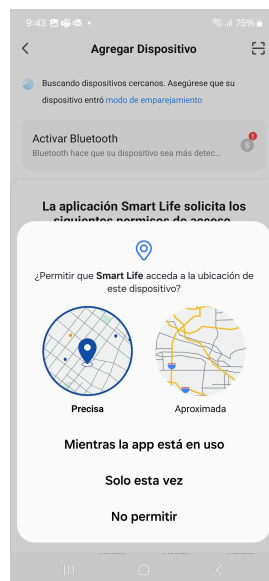 9:43
75%
Agregar Dispositivo
Buscando dispositivos cercanos. Asegúrese que su
dispositivo entró modo de emparejamiento
Activar Bluetooth
Bluetooth hace que su dispositivo sea más detec...
La aplicación Smart Life solicita los
siguientes permisos de acceso
¿Permitir que Smart Life acceda a la ubicación de
este dispositivo?
Precisa
Aproximada
Mientras la app está en uso
Solo esta vez
No permitir